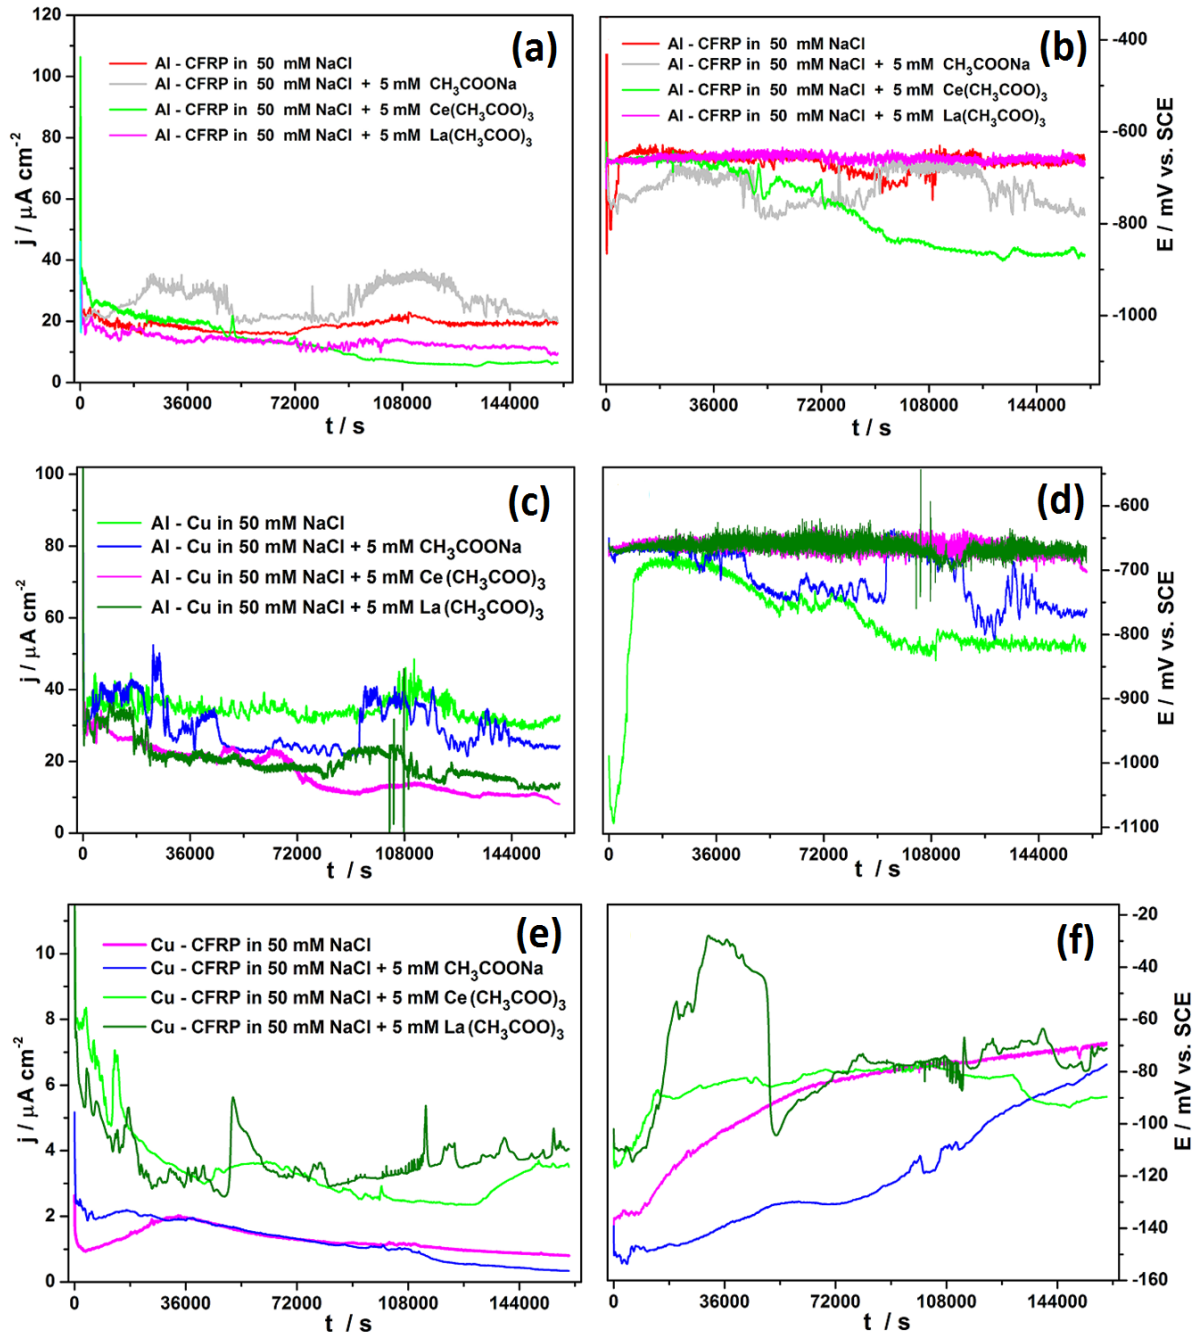 (a)
Al - CFRP in 50 mM NaCl
Al - CFRP in 50 mM NaCl + 5 mM CH₃COONa
Al - CFRP in 50 mM NaCl + 5 mM Ce(CH₃COO)₃
Al - CFRP in 50 mM NaCl + 5 mM La(CH₃COO)₃
j / µA cm⁻²
120
100
80
60
40
20
0
0 36000 72000 108000 144000
t / s
(b)
Al - CFRP in 50 mM NaCl
Al - CFRP in 50 mM NaCl + 5 mM CH₃COONa
Al - CFRP in 50 mM NaCl + 5 mM Ce(CH₃COO)₃
Al - CFRP in 50 mM NaCl + 5 mM La(CH₃COO)₃
-400
-600
-800
-1000
E / mV vs. SCE
0 36000 72000 108000 144000
t / s
(c)
Al - Cu in 50 mM NaCl
Al - Cu in 50 mM NaCl + 5 mM CH₃COONa
Al - Cu in 50 mM NaCl + 5 mM Ce(CH₃COO)₃
Al - Cu in 50 mM NaCl + 5 mM La(CH₃COO)₃
j / µA cm⁻²
100
80
60
40
20
0
0 36000 72000 108000 144000
t / s
(d)
-600
-700
-800
-900
-1000
-1100
E / mV vs. SCE
0 36000 72000 108000 144000
t / s
(e)
Cu - CFRP in 50 mM NaCl
Cu - CFRP in 50 mM NaCl + 5 mM CH₃COONa
Cu - CFRP in 50 mM NaCl + 5 mM Ce(CH₃COO)₃
Cu - CFRP in 50 mM NaCl + 5 mM La(CH₃COO)₃
j / µA cm⁻²
10
8
6
4
2
0
0 36000 72000 108000 144000
t / s
(f)
-20
-40
-60
-80
-100
-120
-140
-160
E / mV vs. SCE
0 36000 72000 108000 144000
t / s